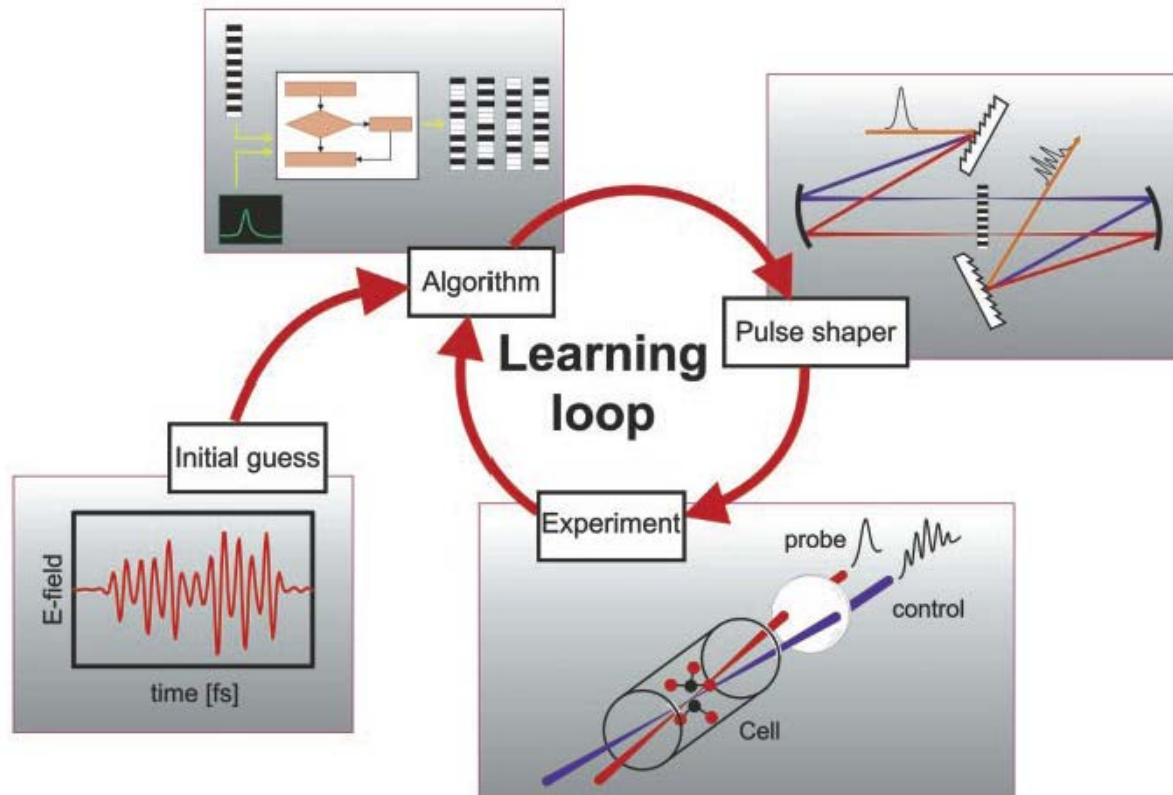 Algorithm
Pulse shaper
Learning
loop
Initial guess
Experiment
E-field
time [fs]
probe
control
Cell